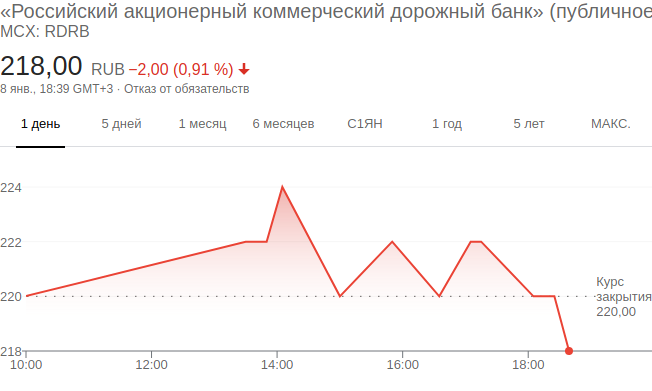 «Российский акционерный коммерческий дорожный банк» (публичное
MCX: RDRB
218,00 RUB −2,00 (0,91 %)
8 янв., 18:39 GMT+3 · Отказ от обязательств
1 день 5 дней 1 месяц 6 месяцев С1ЯН 1 год 5 лет МАКС.
224
222
220
218
Курс
закрытия
220,00
10:00 12:00 14:00 16:00 18:00